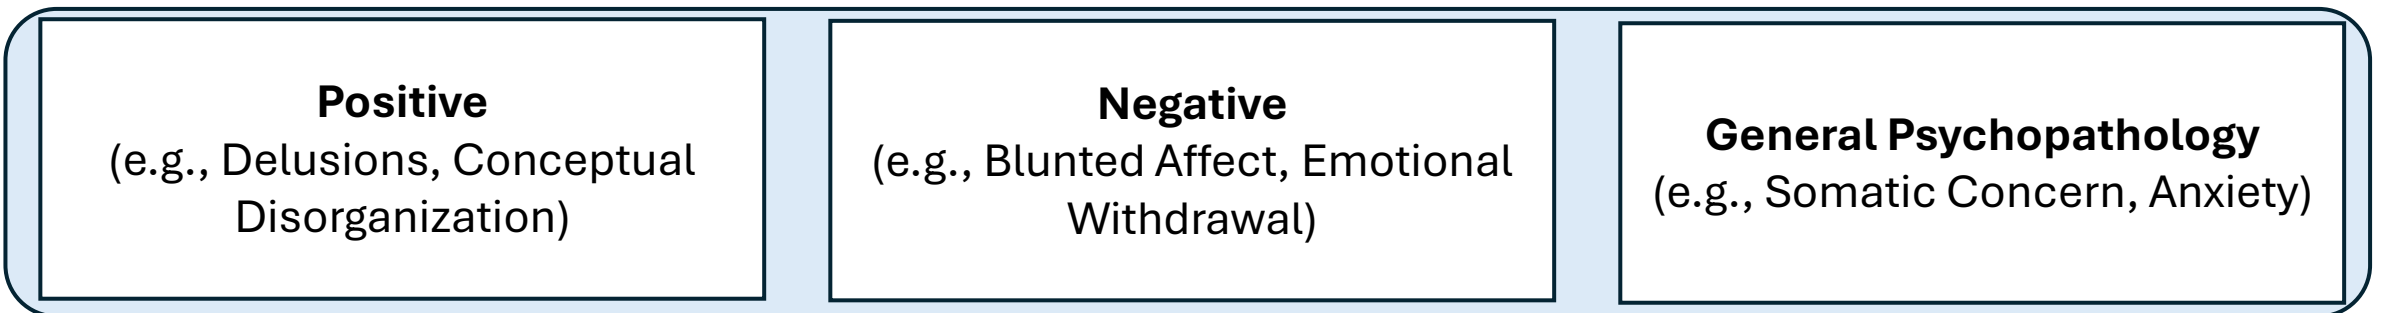 Positive
(e.g., Delusions, Conceptual
Disorganization)
Negative
(e.g., Blunted Affect, Emotional
Withdrawal)
General Psychopathology
(e.g., Somatic Concern, Anxiety)